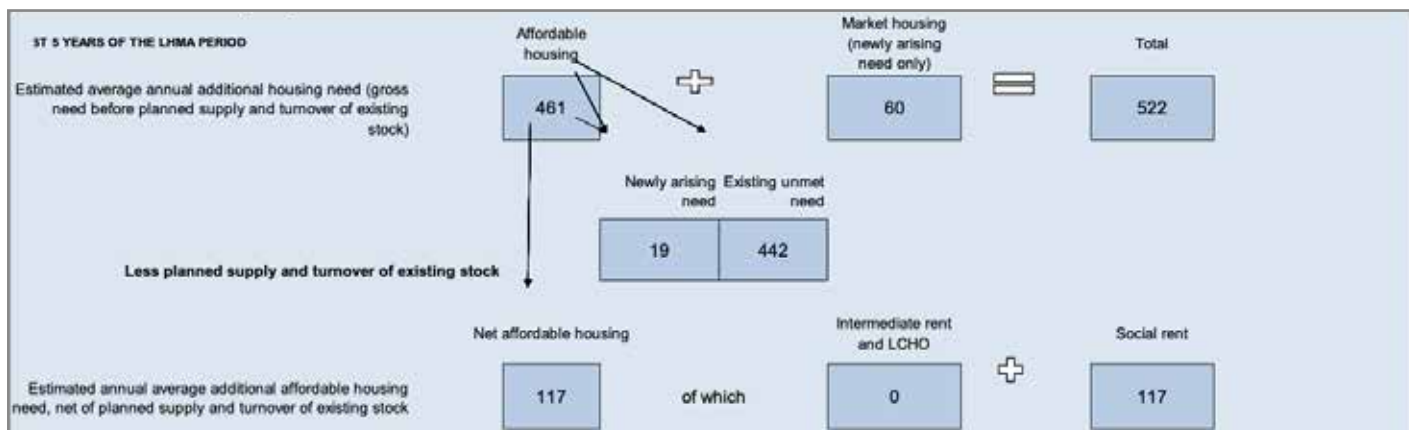 ST 5 YEARS OF THE LHMA PERIOD
Affordable
housing
Market housing
(newly arising
need only)
Total
Estimated average annual additional housing need (gross
need before planned supply and turnover of existing
stock)
461
60
522
Newly arising
need
Existing unmet
need
19
442
Less planned supply and turnover of existing stock
Net affordable housing
Intermediate rent
and LCHO
Social rent
Estimated annual average additional affordable housing
need, net of planned supply and turnover of existing stock
117
of which
0
117